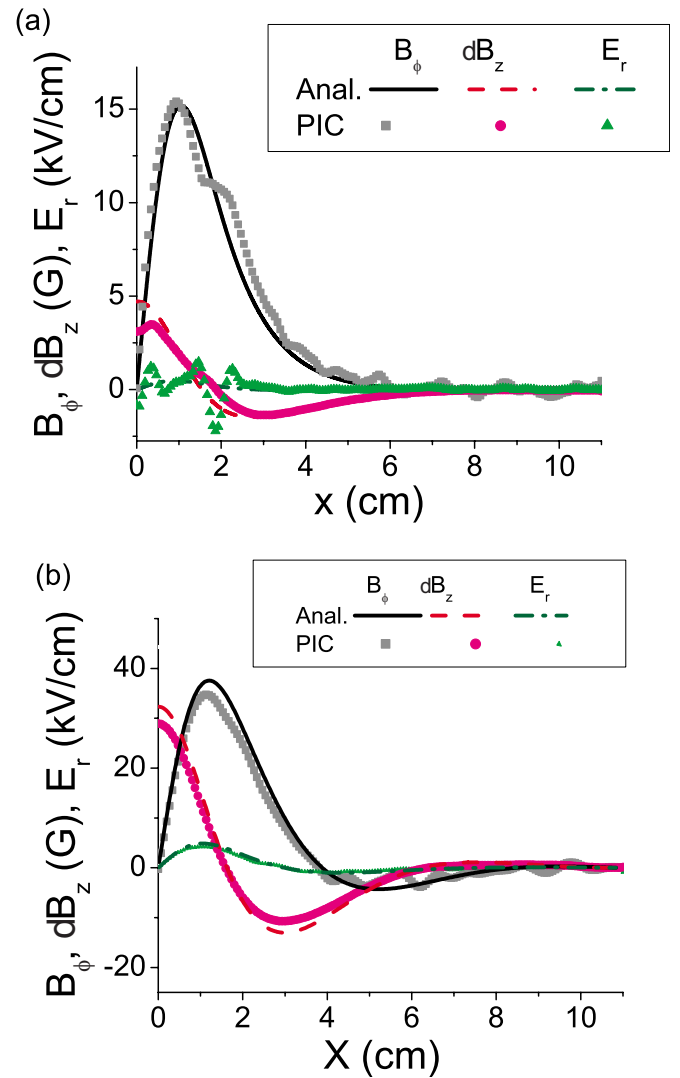 (a)
B_ϕ dB_z E_r
Anal.
PIC
B_ϕ, dB_z (G), E_r (kV/cm)
15
10
5
0
0 2 4 6 8 10
x (cm)
(b)
B_ϕ dB_z E_r
Anal.
PIC
B_ϕ, dB_z (G), E_r (kV/cm)
40
20
0
-20
0 2 4 6 8 10
X (cm)